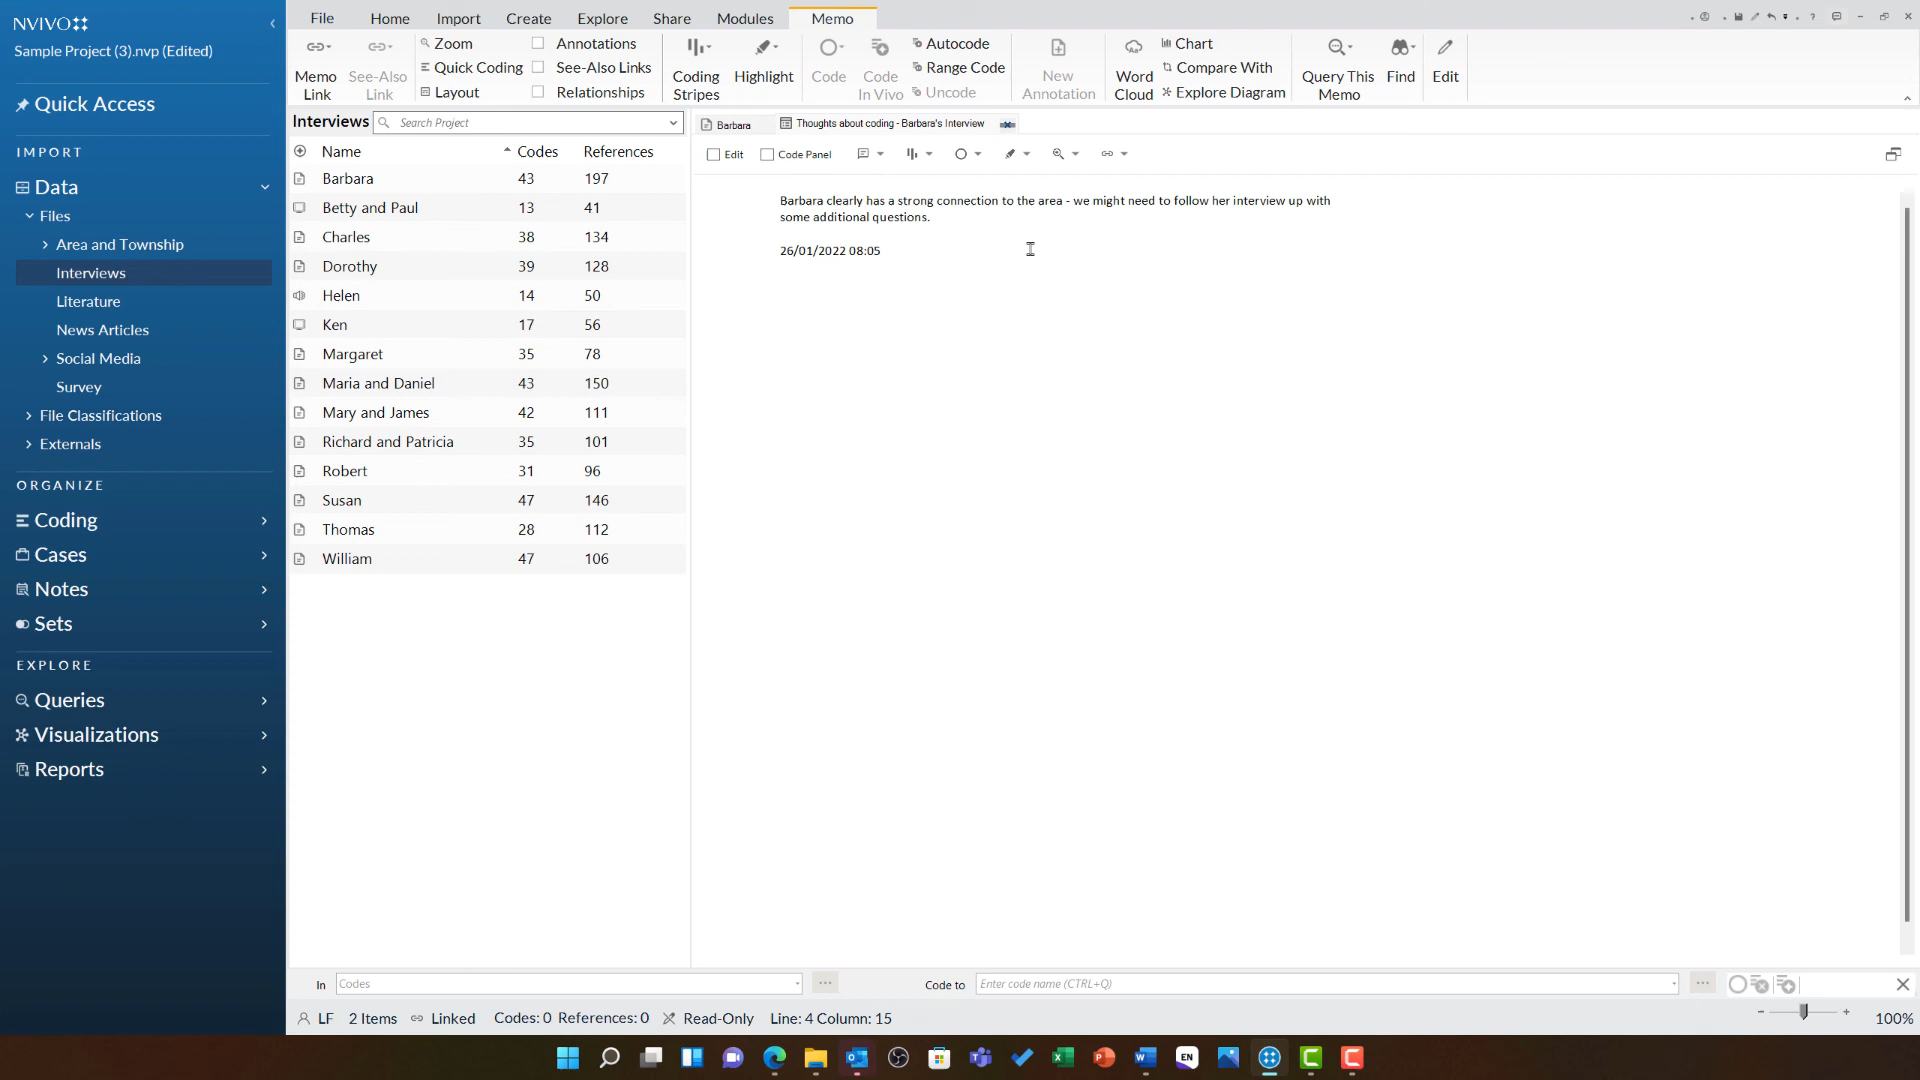 NVIVO
Sample Project (3).nvp (Edited)
Quick Access
IMPORT
Data
Files
Area and Township
Interviews
Literature
News Articles
Social Media
Survey
File Classifications
Externals
ORGANIZE
Coding
Cases
Notes
Sets
EXPLORE
Queries
Visualizations
Reports
File Home Import Create Explore Share Modules Memo
Memo Link
See-Also Link
Zoom
Quick Coding
Layout
Annotations
See-Also Links
Relationships
Coding Stripes
Highlight
Code
Code In Vivo
Autocode
Range Code
Uncode
New Annotation
Word Cloud
Chart
Compare With
Explore Diagram
Query This Memo
Find
Edit
Interviews Search Project
Name Codes References
Barbara 43 197
Betty and Paul 13 41
Charles 38 134
Dorothy 39 128
Helen 14 50
Ken 17 56
Margaret 35 78
Maria and Daniel 43 150
Mary and James 42 111
Richard and Patricia 35 101
Robert 31 96
Susan 47 146
Thomas 28 112
William 47 106
Barbara Thoughts about coding - Barbara's Interview
Edit Code Panel
Barbara clearly has a strong connection to the area - we might need to follow her interview up with
some additional questions.
26/01/2022 08:05
In Codes ... Code to Enter code name (CTRL+Q) ...
LF 2 Items Linked Codes: 0 References: 0 Read-Only Line: 4 Column: 15 100%
EN